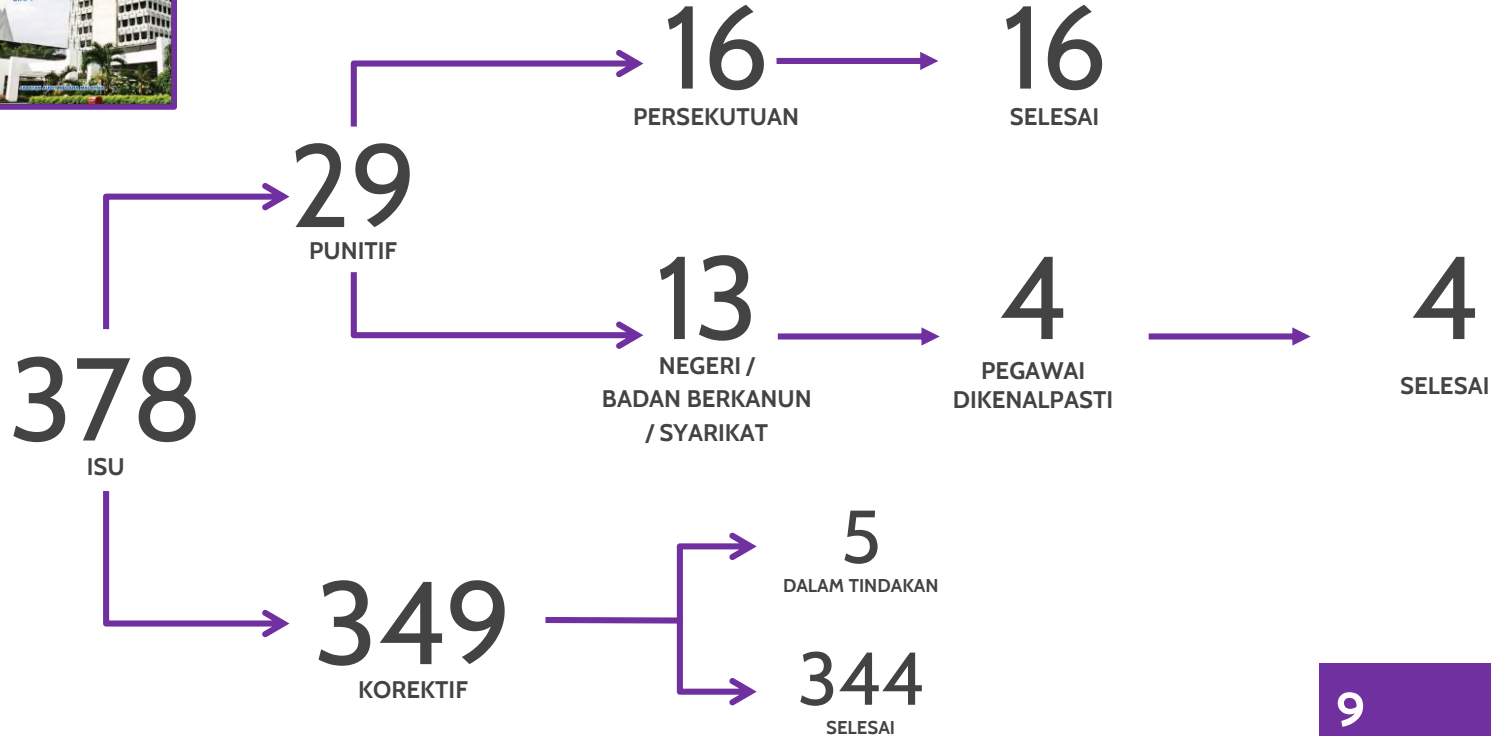 16
PERSEKUTUAN
16
SELESAI
29
PUNITIF
13
NEGERI /
BADAN BERKANUN
/ SYARIKAT
4
PEGAWAI
DIKENALPASTI
4
SELESAI
378
ISU
349
KOREKTIF
5
DALAM TINDAKAN
344
SELESAI
9